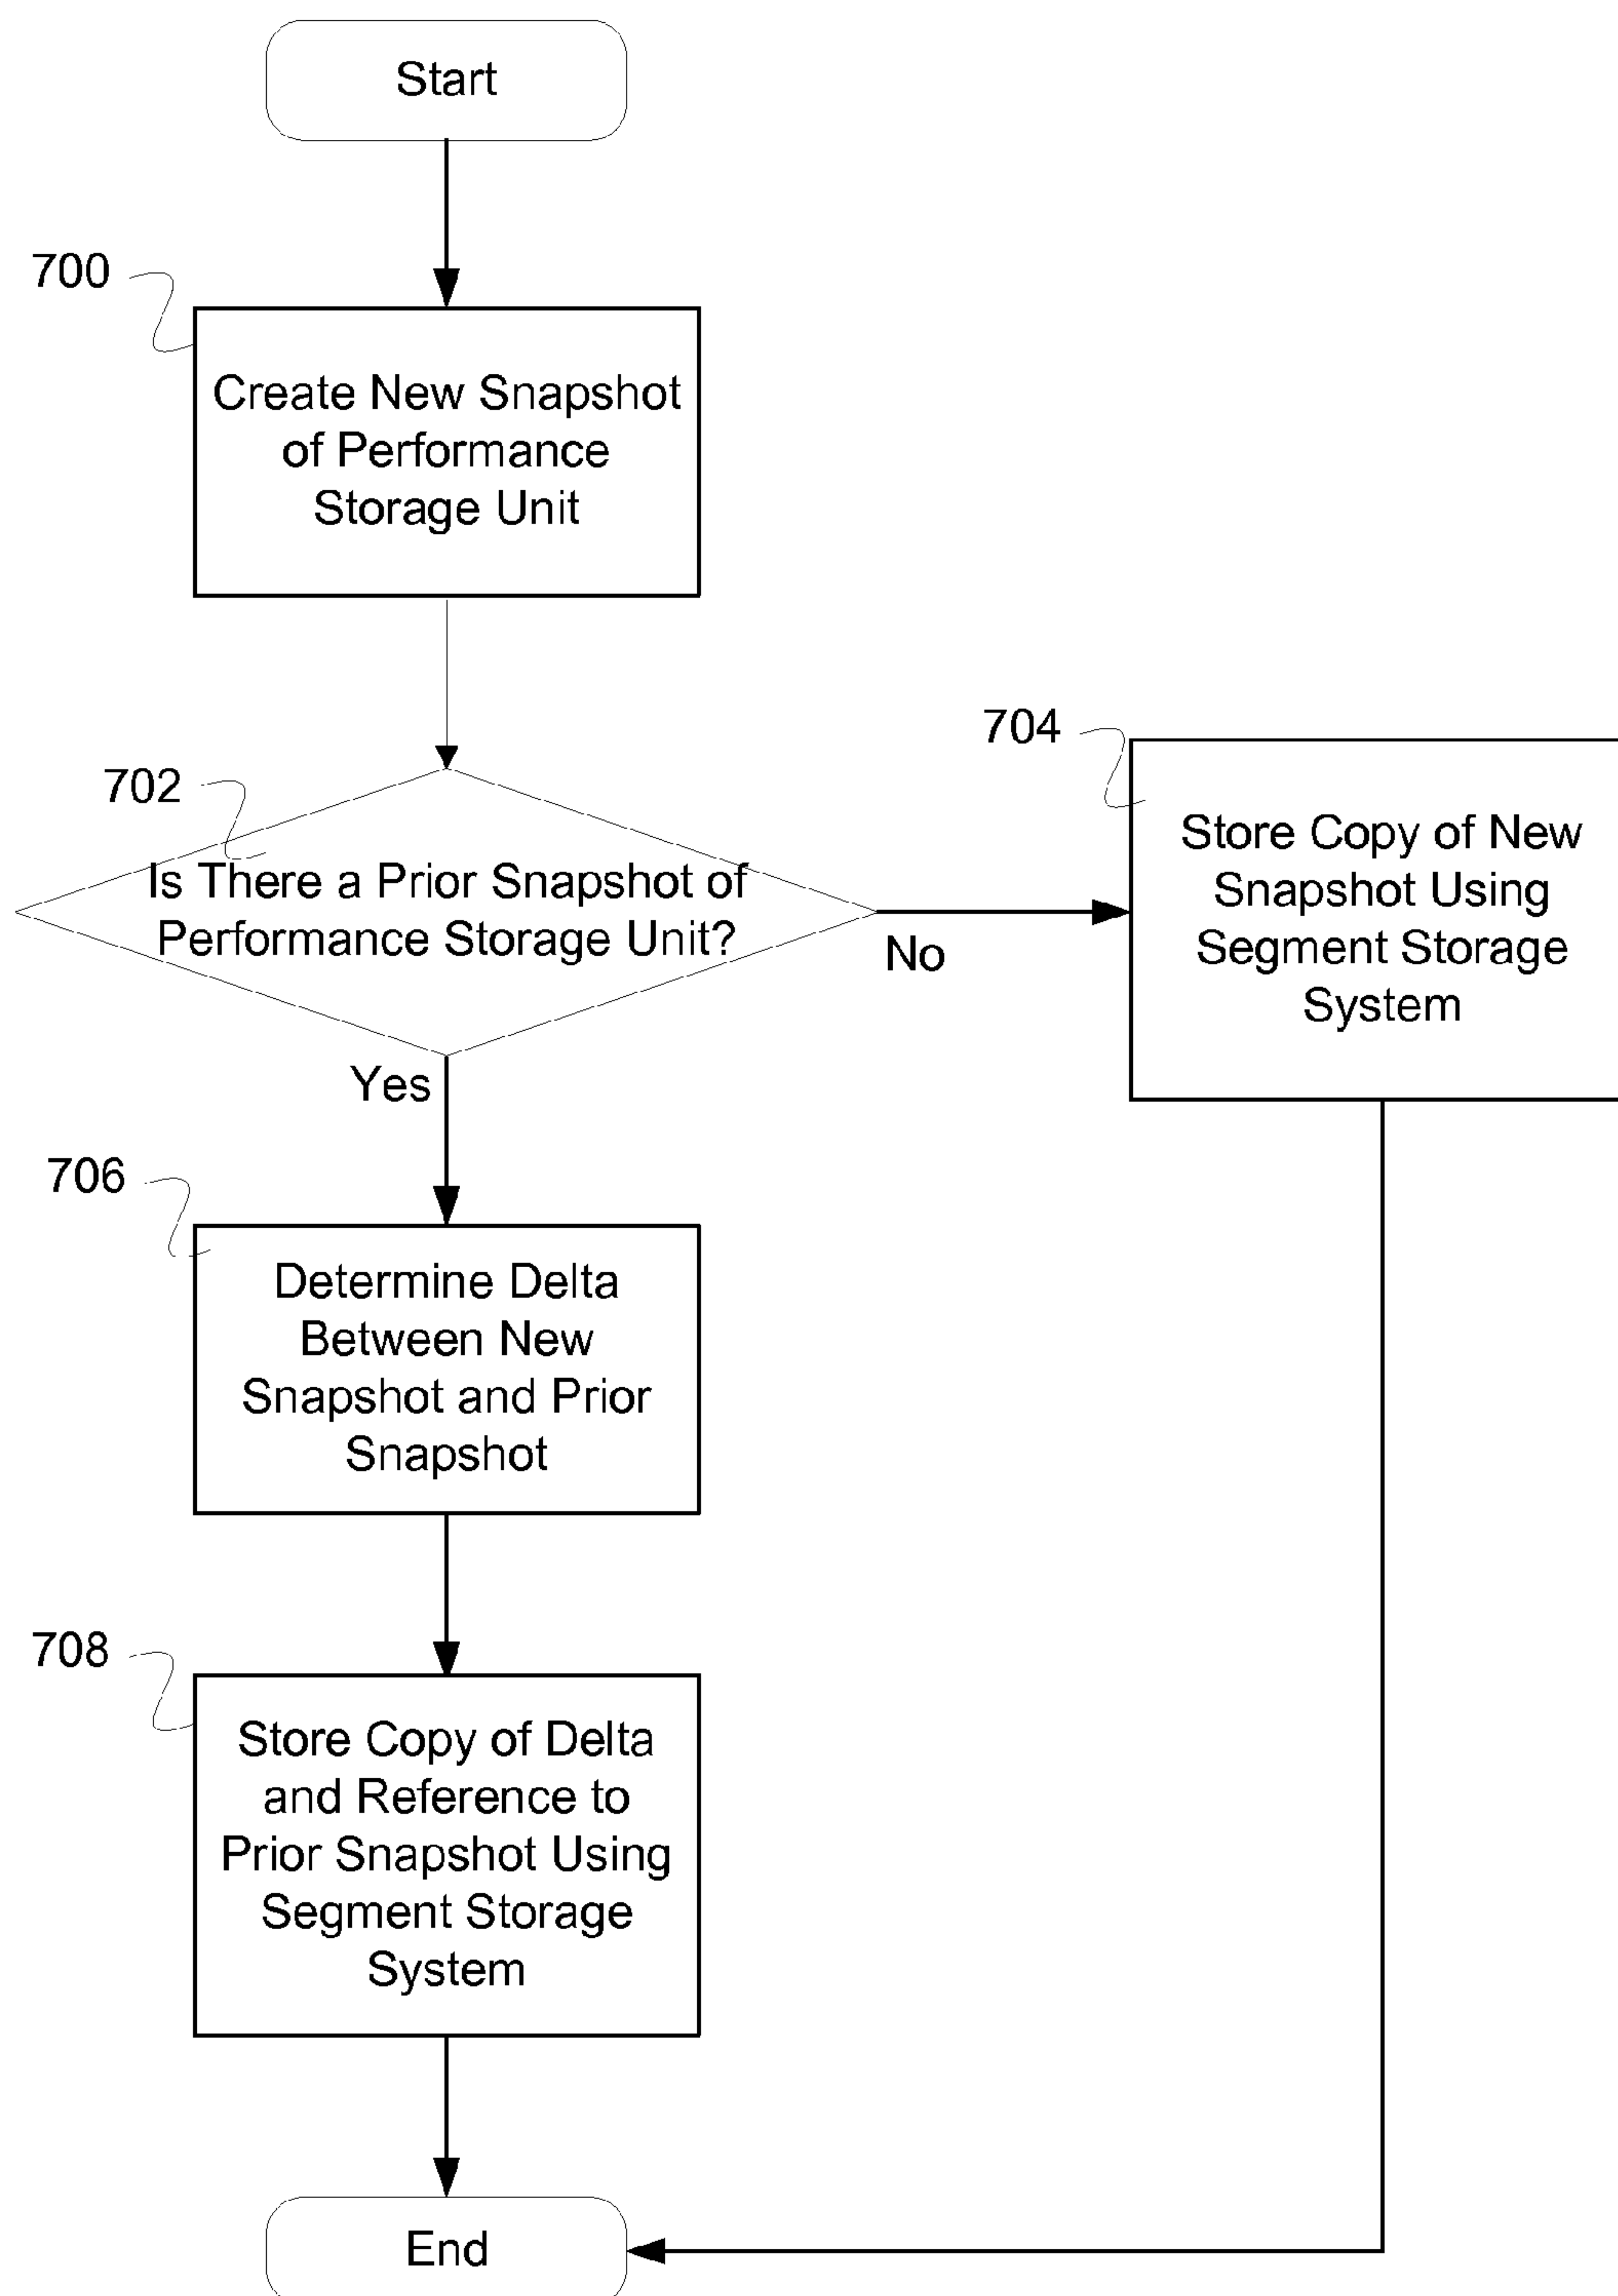 Start
700
Create New Snapshot
of Performance
Storage Unit
702
Is There a Prior Snapshot of
Performance Storage Unit?
No
Yes
704
Store Copy of New
Snapshot Using
Segment Storage
System
706
Determine Delta
Between New
Snapshot and Prior
Snapshot
708
Store Copy of Delta
and Reference to
Prior Snapshot Using
Segment Storage
System
End